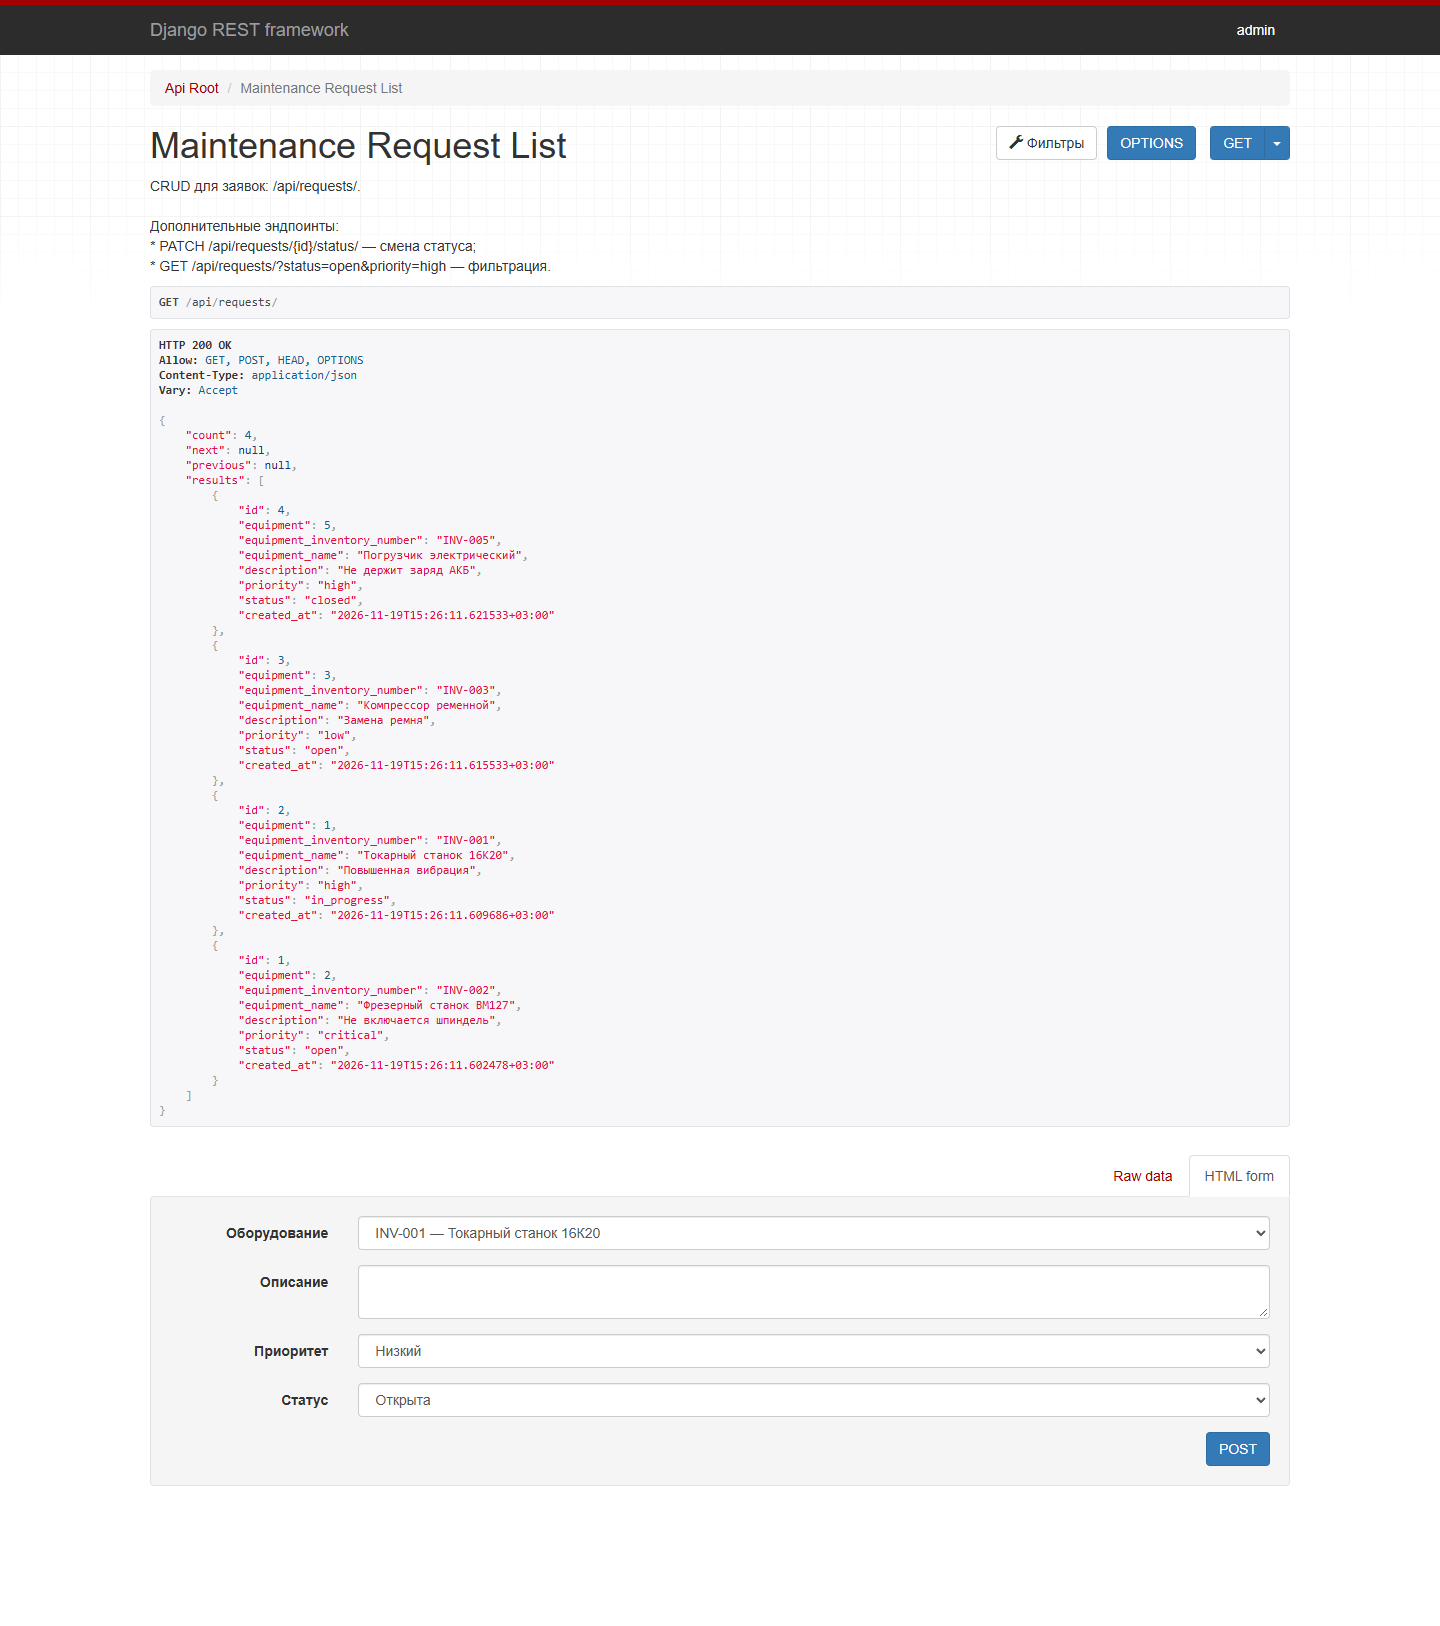 Django REST framework
admin
Api Root / Maintenance Request List
Maintenance Request List
Фильтры
OPTIONS
GET
CRUD для заявок: /api/requests/.
Дополнительные эндпоинты:
* PATCH /api/requests/{id}/status/ — смена статуса;
* GET /api/requests/?status=open&priority=high — фильтрация.
GET /api/requests/
HTTP 200 OK
Allow: GET, POST, HEAD, OPTIONS
Content-Type: application/json
Vary: Accept
{
    "count": 4,
    "next": null,
    "previous": null,
    "results": [
        {
            "id": 4,
            "equipment": 5,
            "equipment_inventory_number": "INV-005",
            "equipment_name": "Погрузчик электрический",
            "description": "Не держит заряд АКБ",
            "priority": "high",
            "status": "closed",
            "created_at": "2026-11-19T15:26:11.621533+03:00"
        },
        {
            "id": 3,
            "equipment": 3,
            "equipment_inventory_number": "INV-003",
            "equipment_name": "Компрессор ременной",
            "description": "Замена ремня",
            "priority": "low",
            "status": "open",
            "created_at": "2026-11-19T15:26:11.615533+03:00"
        },
        {
            "id": 2,
            "equipment": 1,
            "equipment_inventory_number": "INV-001",
            "equipment_name": "Токарный станок 16К20",
            "description": "Повышенная вибрация",
            "priority": "high",
            "status": "in_progress",
            "created_at": "2026-11-19T15:26:11.609686+03:00"
        },
        {
            "id": 1,
            "equipment": 2,
            "equipment_inventory_number": "INV-002",
            "equipment_name": "Фрезерный станок ВМ127",
            "description": "Не включается шпиндель",
            "priority": "critical",
            "status": "open",
            "created_at": "2026-11-19T15:26:11.602478+03:00"
        }
    ]
}
Raw data
HTML form
Оборудование
INV-001 — Токарный станок 16К20
Описание
Приоритет
Низкий
Статус
Открыта
POST